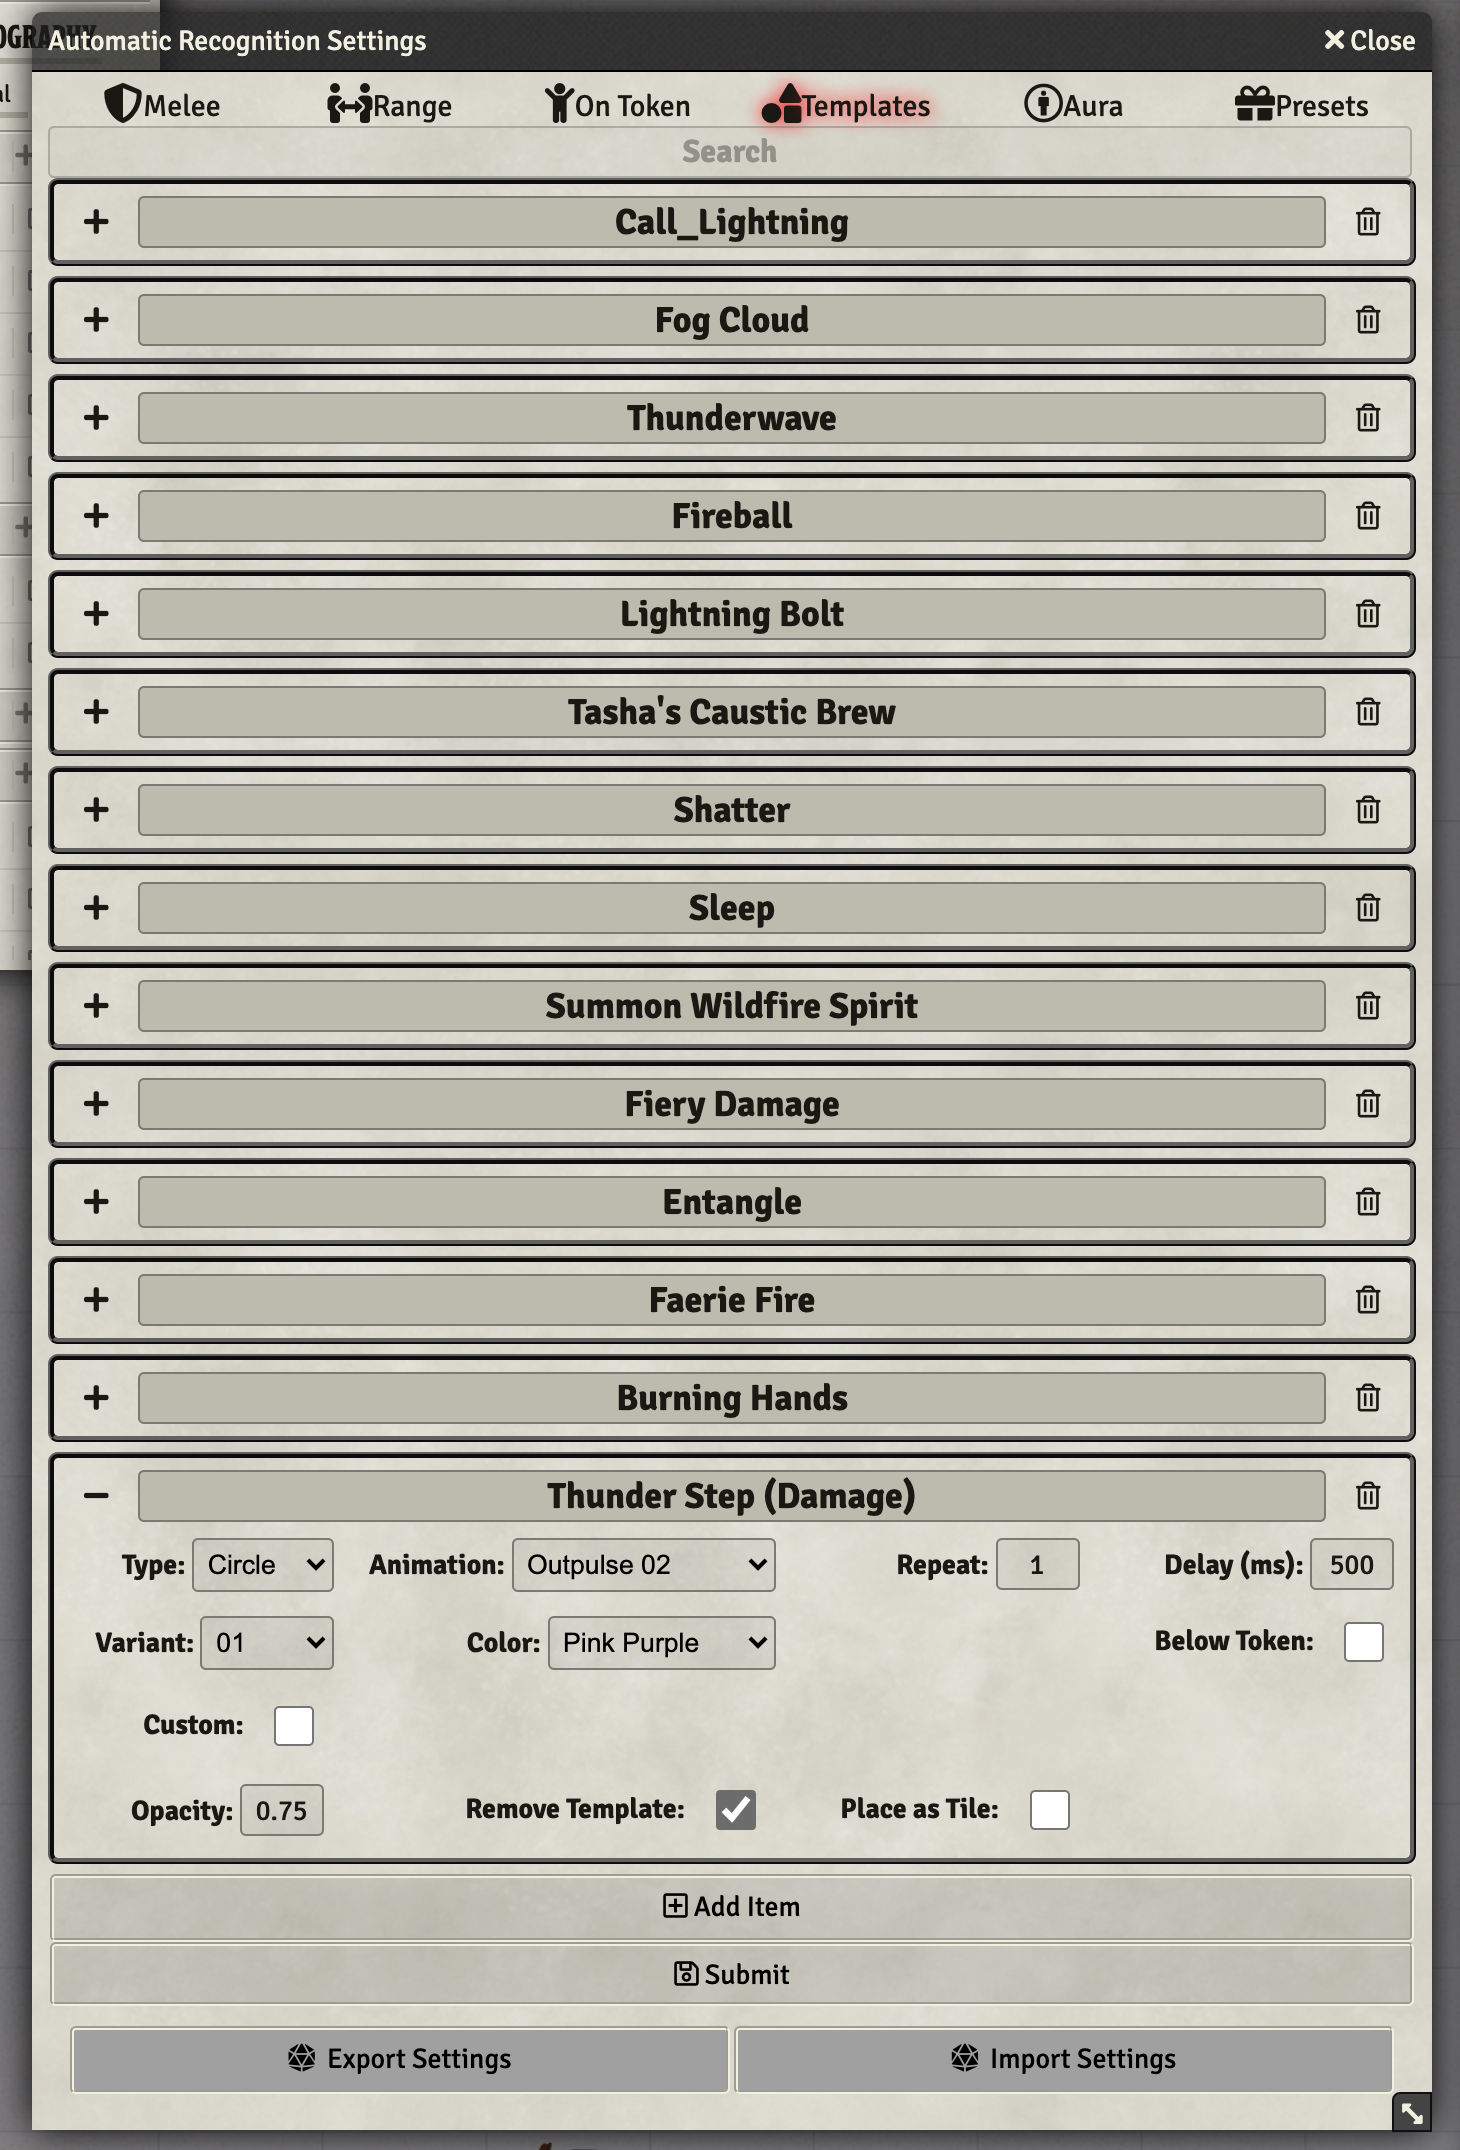 OGRAPHY
al
Automatic Recognition Settings
Close
Melee Range On Token Templates Aura Presets
Search
Call_Lightning
Fog Cloud
Thunderwave
Fireball
Lightning Bolt
Tasha's Caustic Brew
Shatter
Sleep
Summon Wildfire Spirit
Fiery Damage
Entangle
Faerie Fire
Burning Hands
Thunder Step (Damage)
Type: Circle Animation: Outpulse 02 Repeat: 1 Delay (ms): 500
Variant: 01 Color: Pink Purple Below Token:
Custom:
Opacity: 0.75 Remove Template: Place as Tile:
Add Item
Submit
Export Settings Import Settings